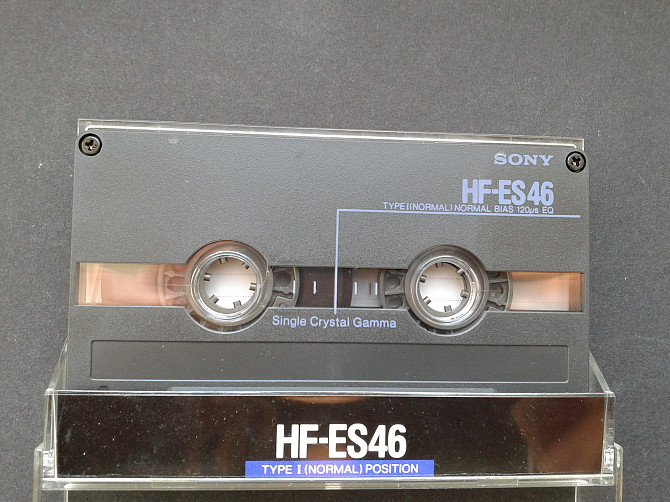 SONY
HF-ES46
TYPE I (NORMAL) NORMAL BIAS 120µs EQ
Single Crystal Gamma
HF-ES46
TYPE I (NORMAL) POSITION